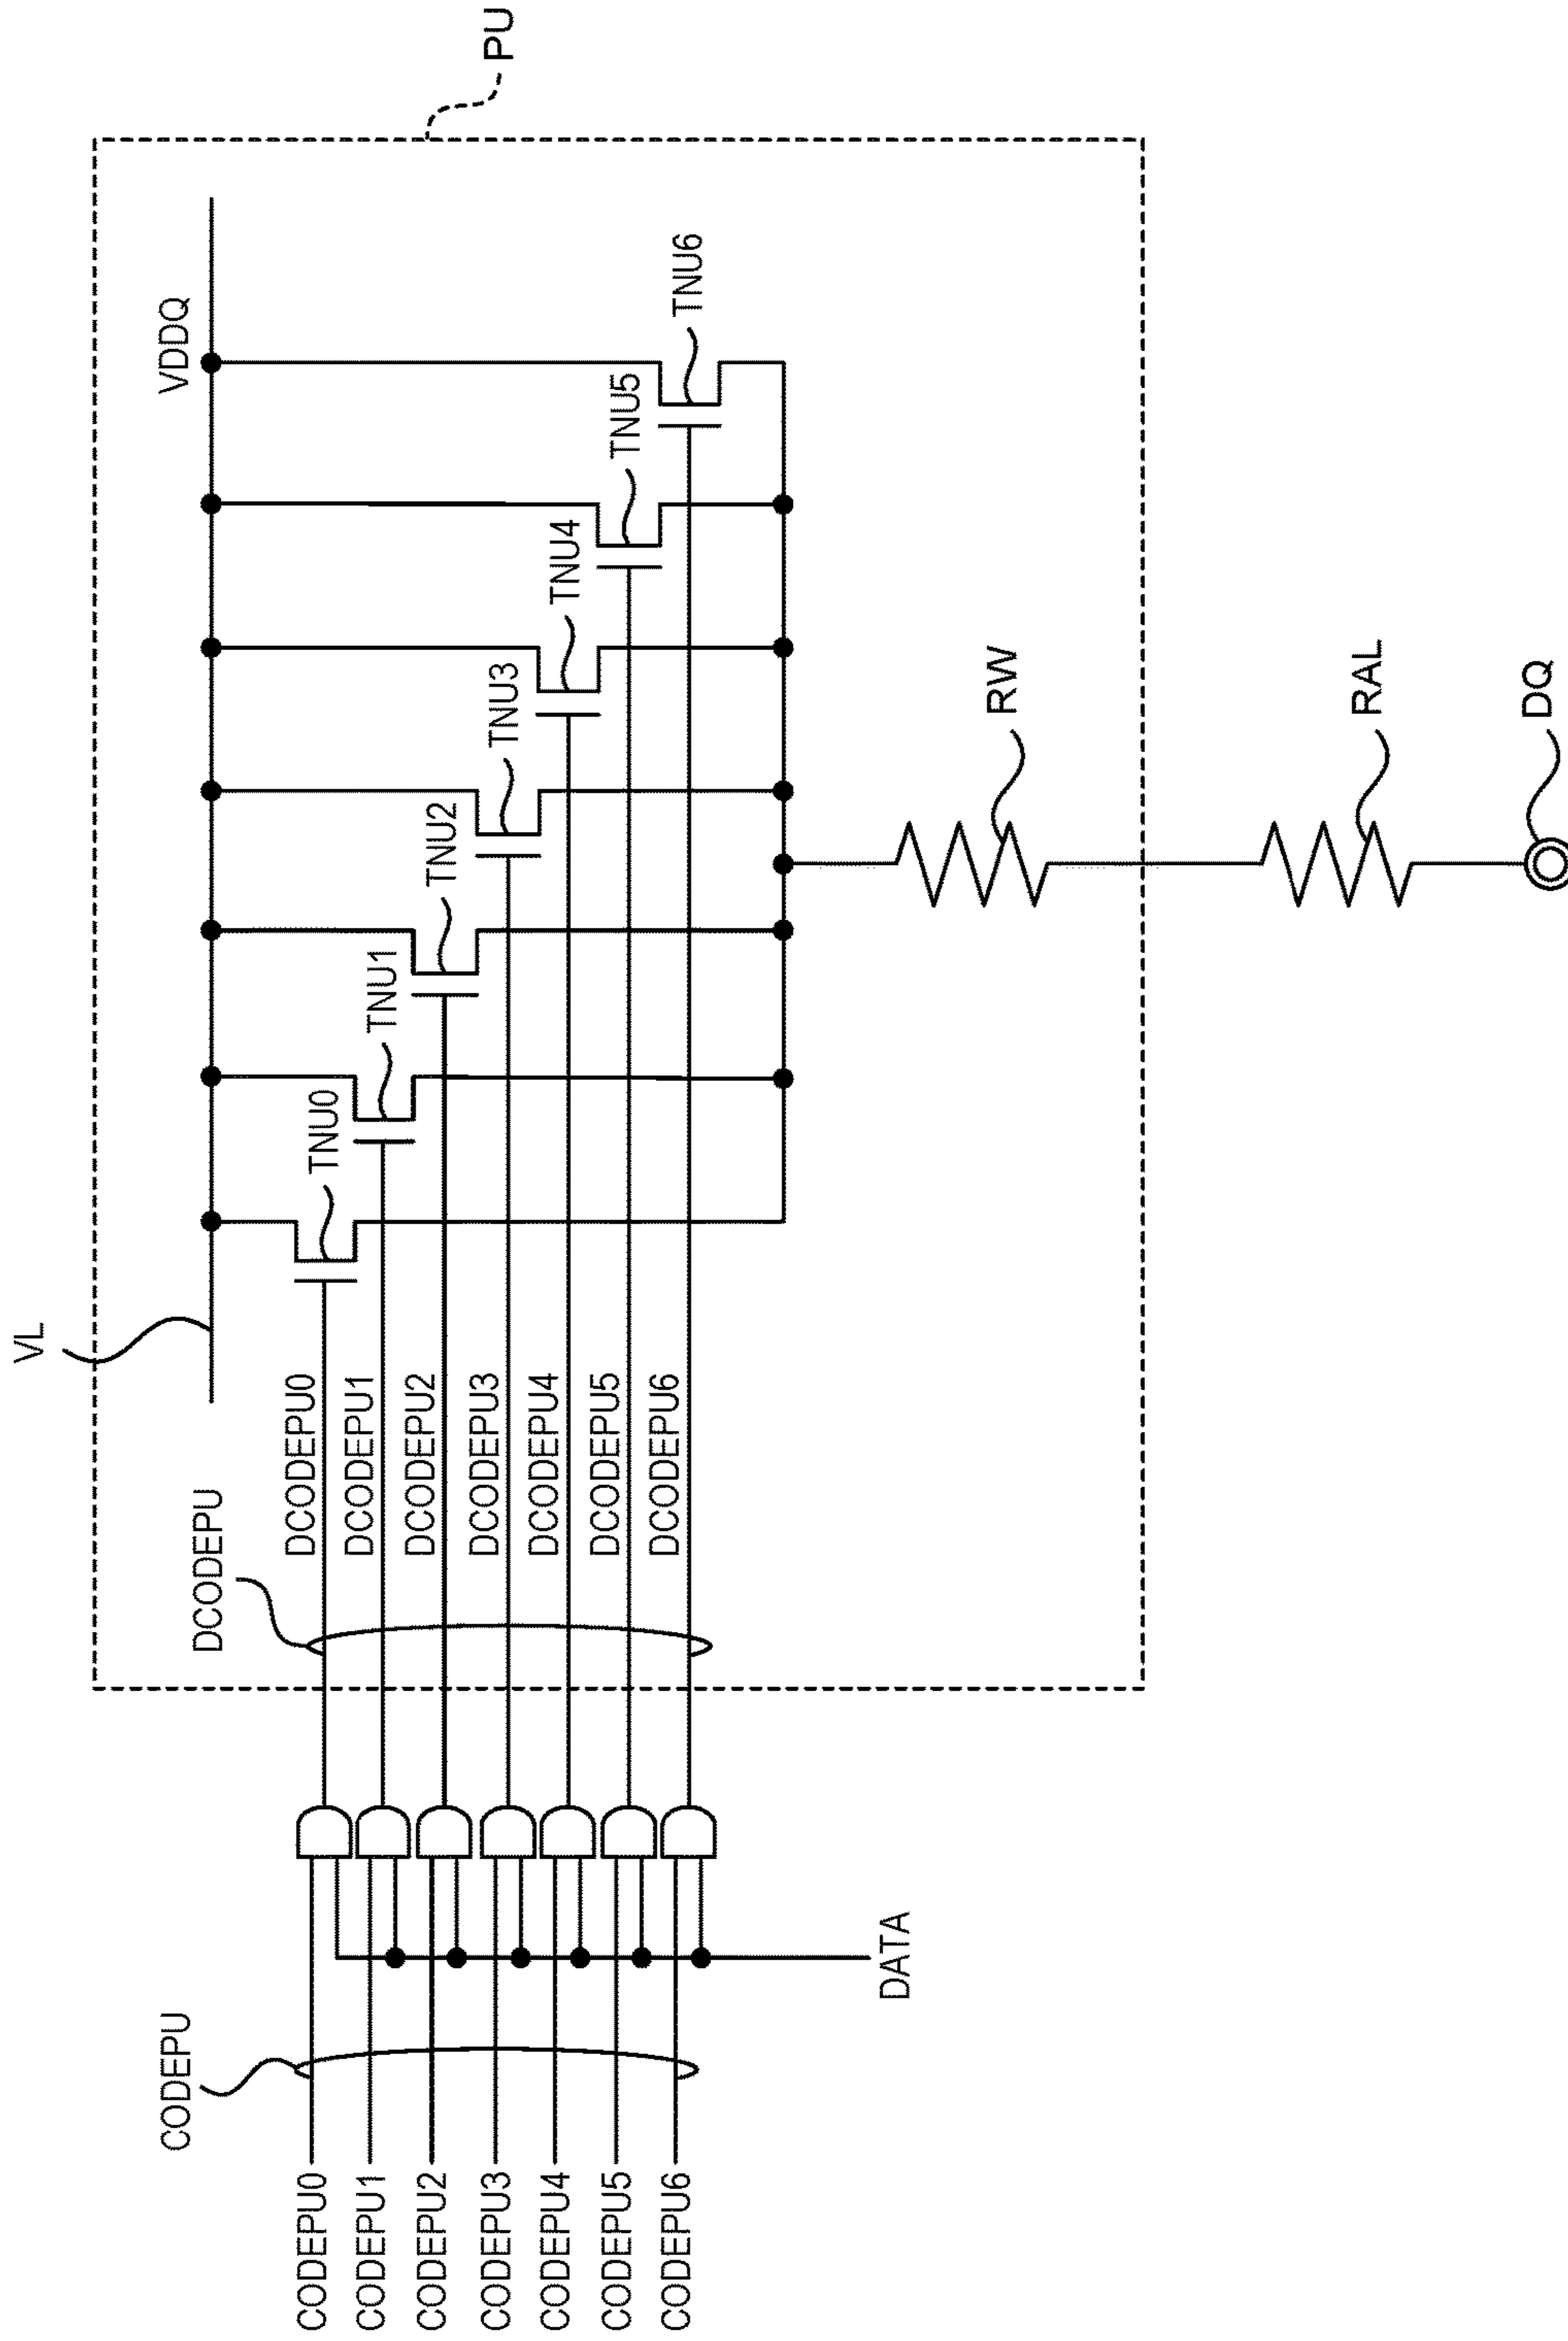 PU
VL
VDDQ
TNU0
TNU1
TNU2
TNU3
TNU4
TNU5
TNU6
DCODEPU
DCODEPU0
DCODEPU1
DCODEPU2
DCODEPU3
DCODEPU4
DCODEPU5
DCODEPU6
CODEPU
CODEPU0
CODEPU1
CODEPU2
CODEPU3
CODEPU4
CODEPU5
CODEPU6
DATA
RW
RAL
DQ